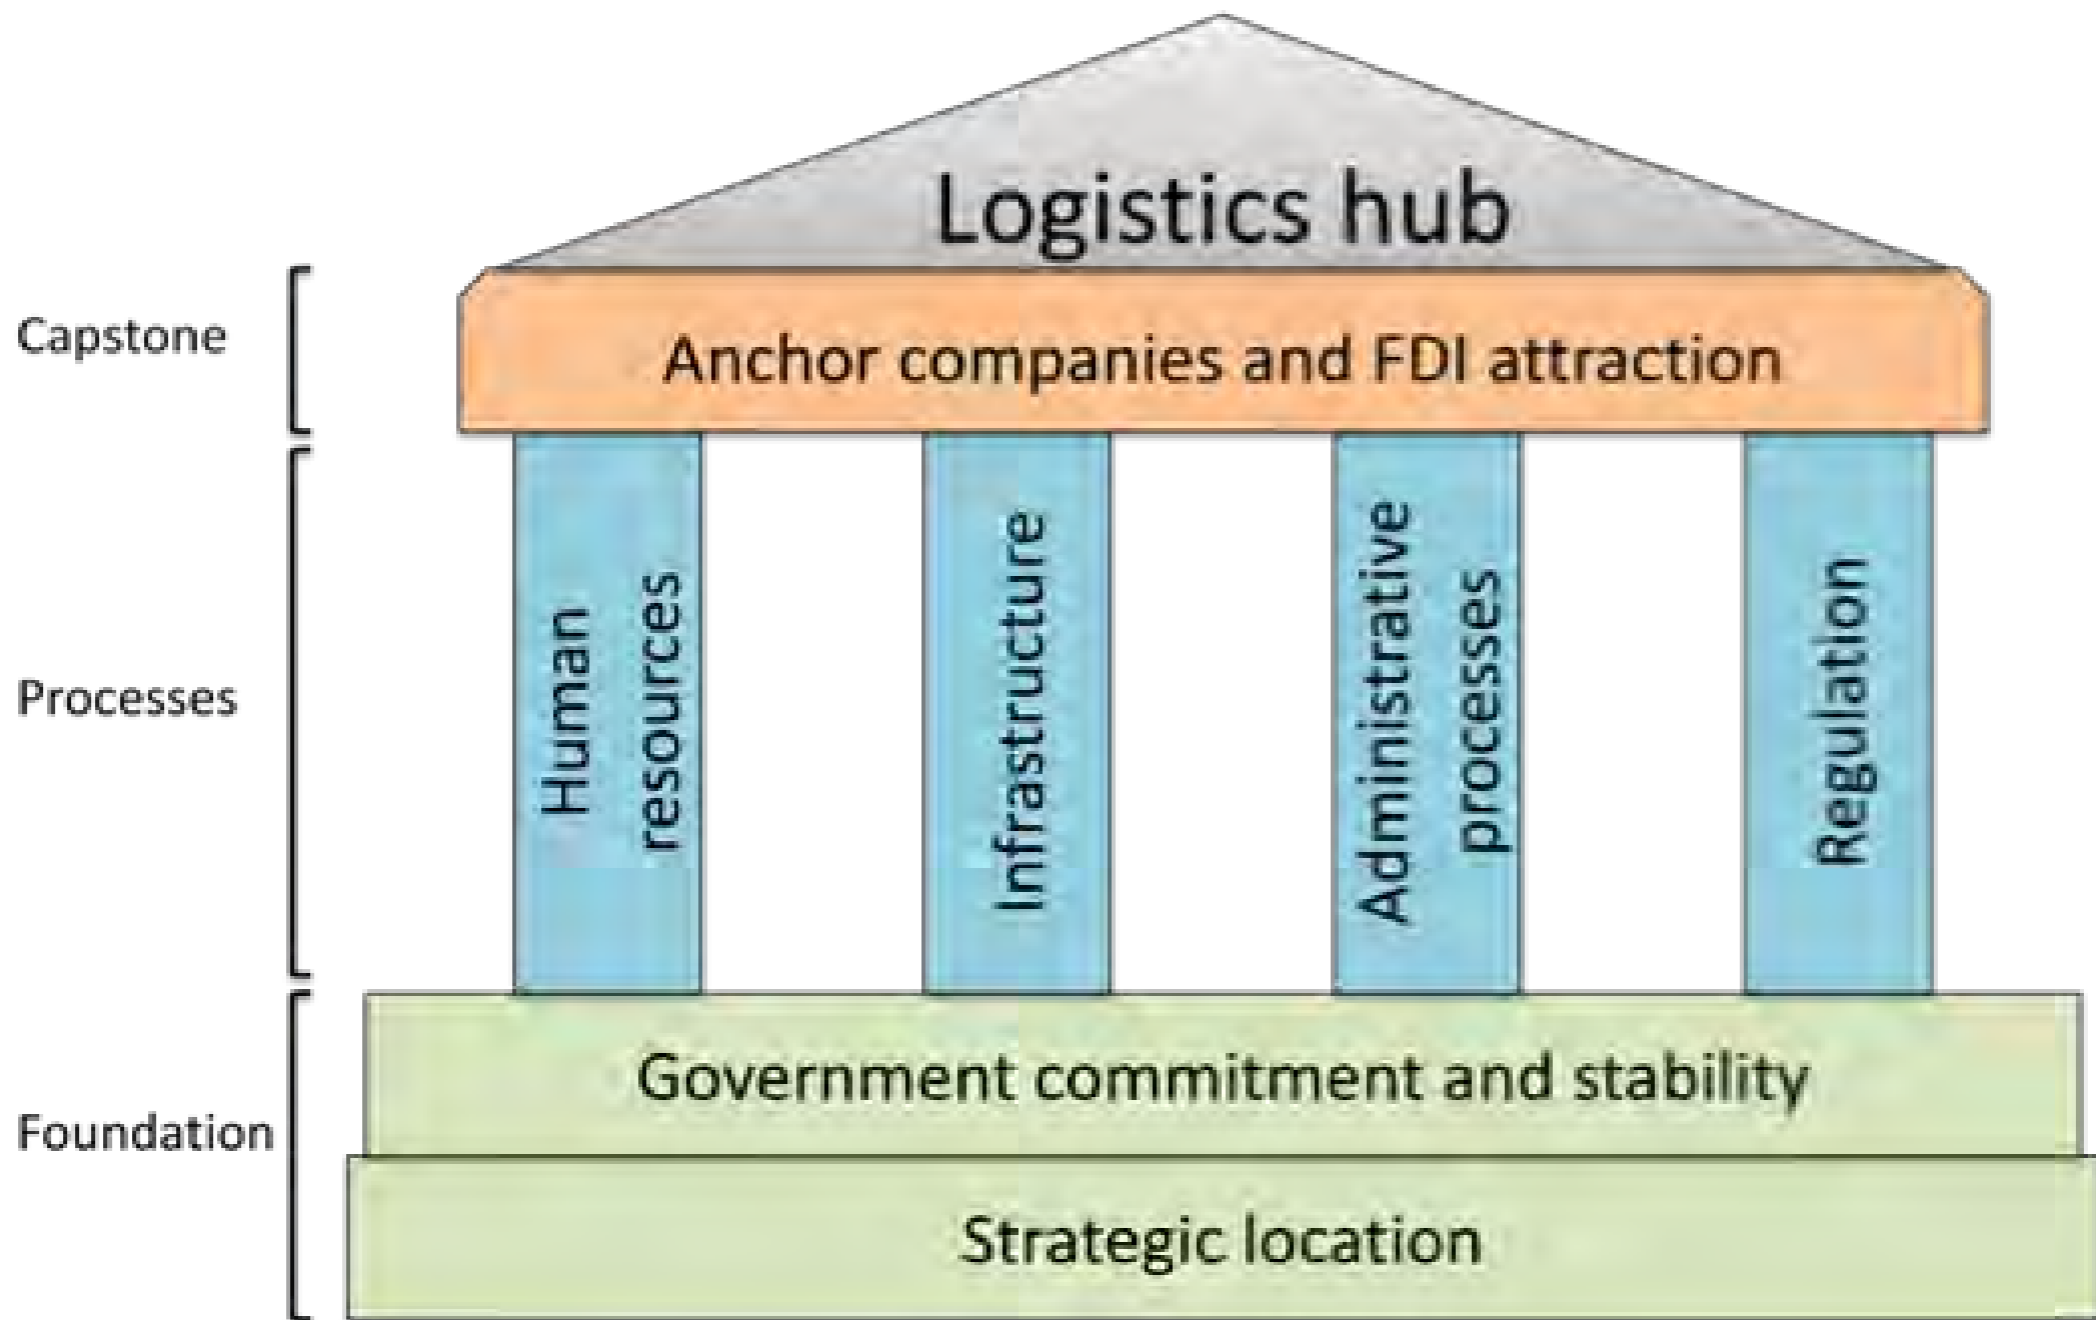 Logistics hub
Capstone
Anchor companies and FDI attraction
Processes
Human
resources
Infrastructure
Administrative
processes
Regulation
Foundation
Government commitment and stability
Strategic location